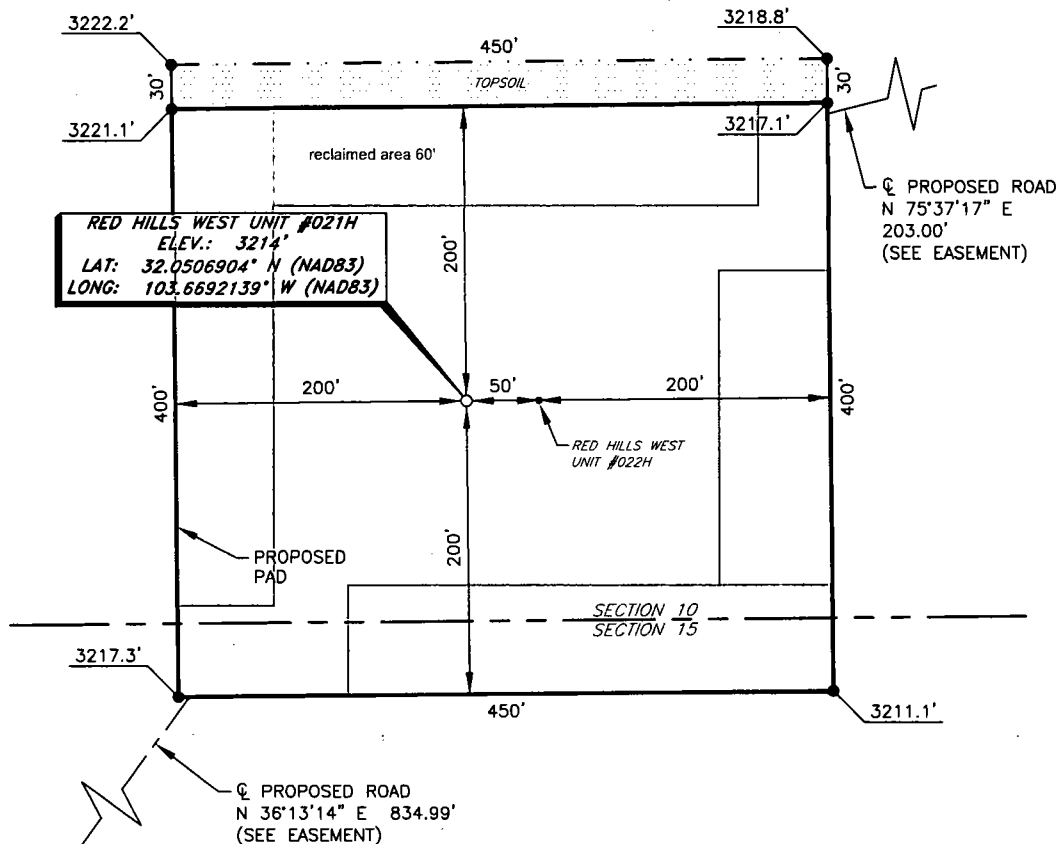 3222.2'
3218.8'
450'
30'
TOPSOIL
30'
3221.1'
3217.1'
reclaimed area 60'
℄ PROPOSED ROAD
N 75°37'17" E
203.00'
(SEE EASEMENT)
RED HILLS WEST UNIT #021H
ELEV.: 3214'
LAT: 32.0506904° N (NAD83)
LONG: 103.6692139° W (NAD83)
200'
200'
50'
200'
400'
400'
RED HILLS WEST
UNIT #022H
200'
PROPOSED
PAD
SECTION 10
SECTION 15
3217.3'
450'
3211.1'
℄ PROPOSED ROAD
N 36°13'14" E 834.99'
(SEE EASEMENT)